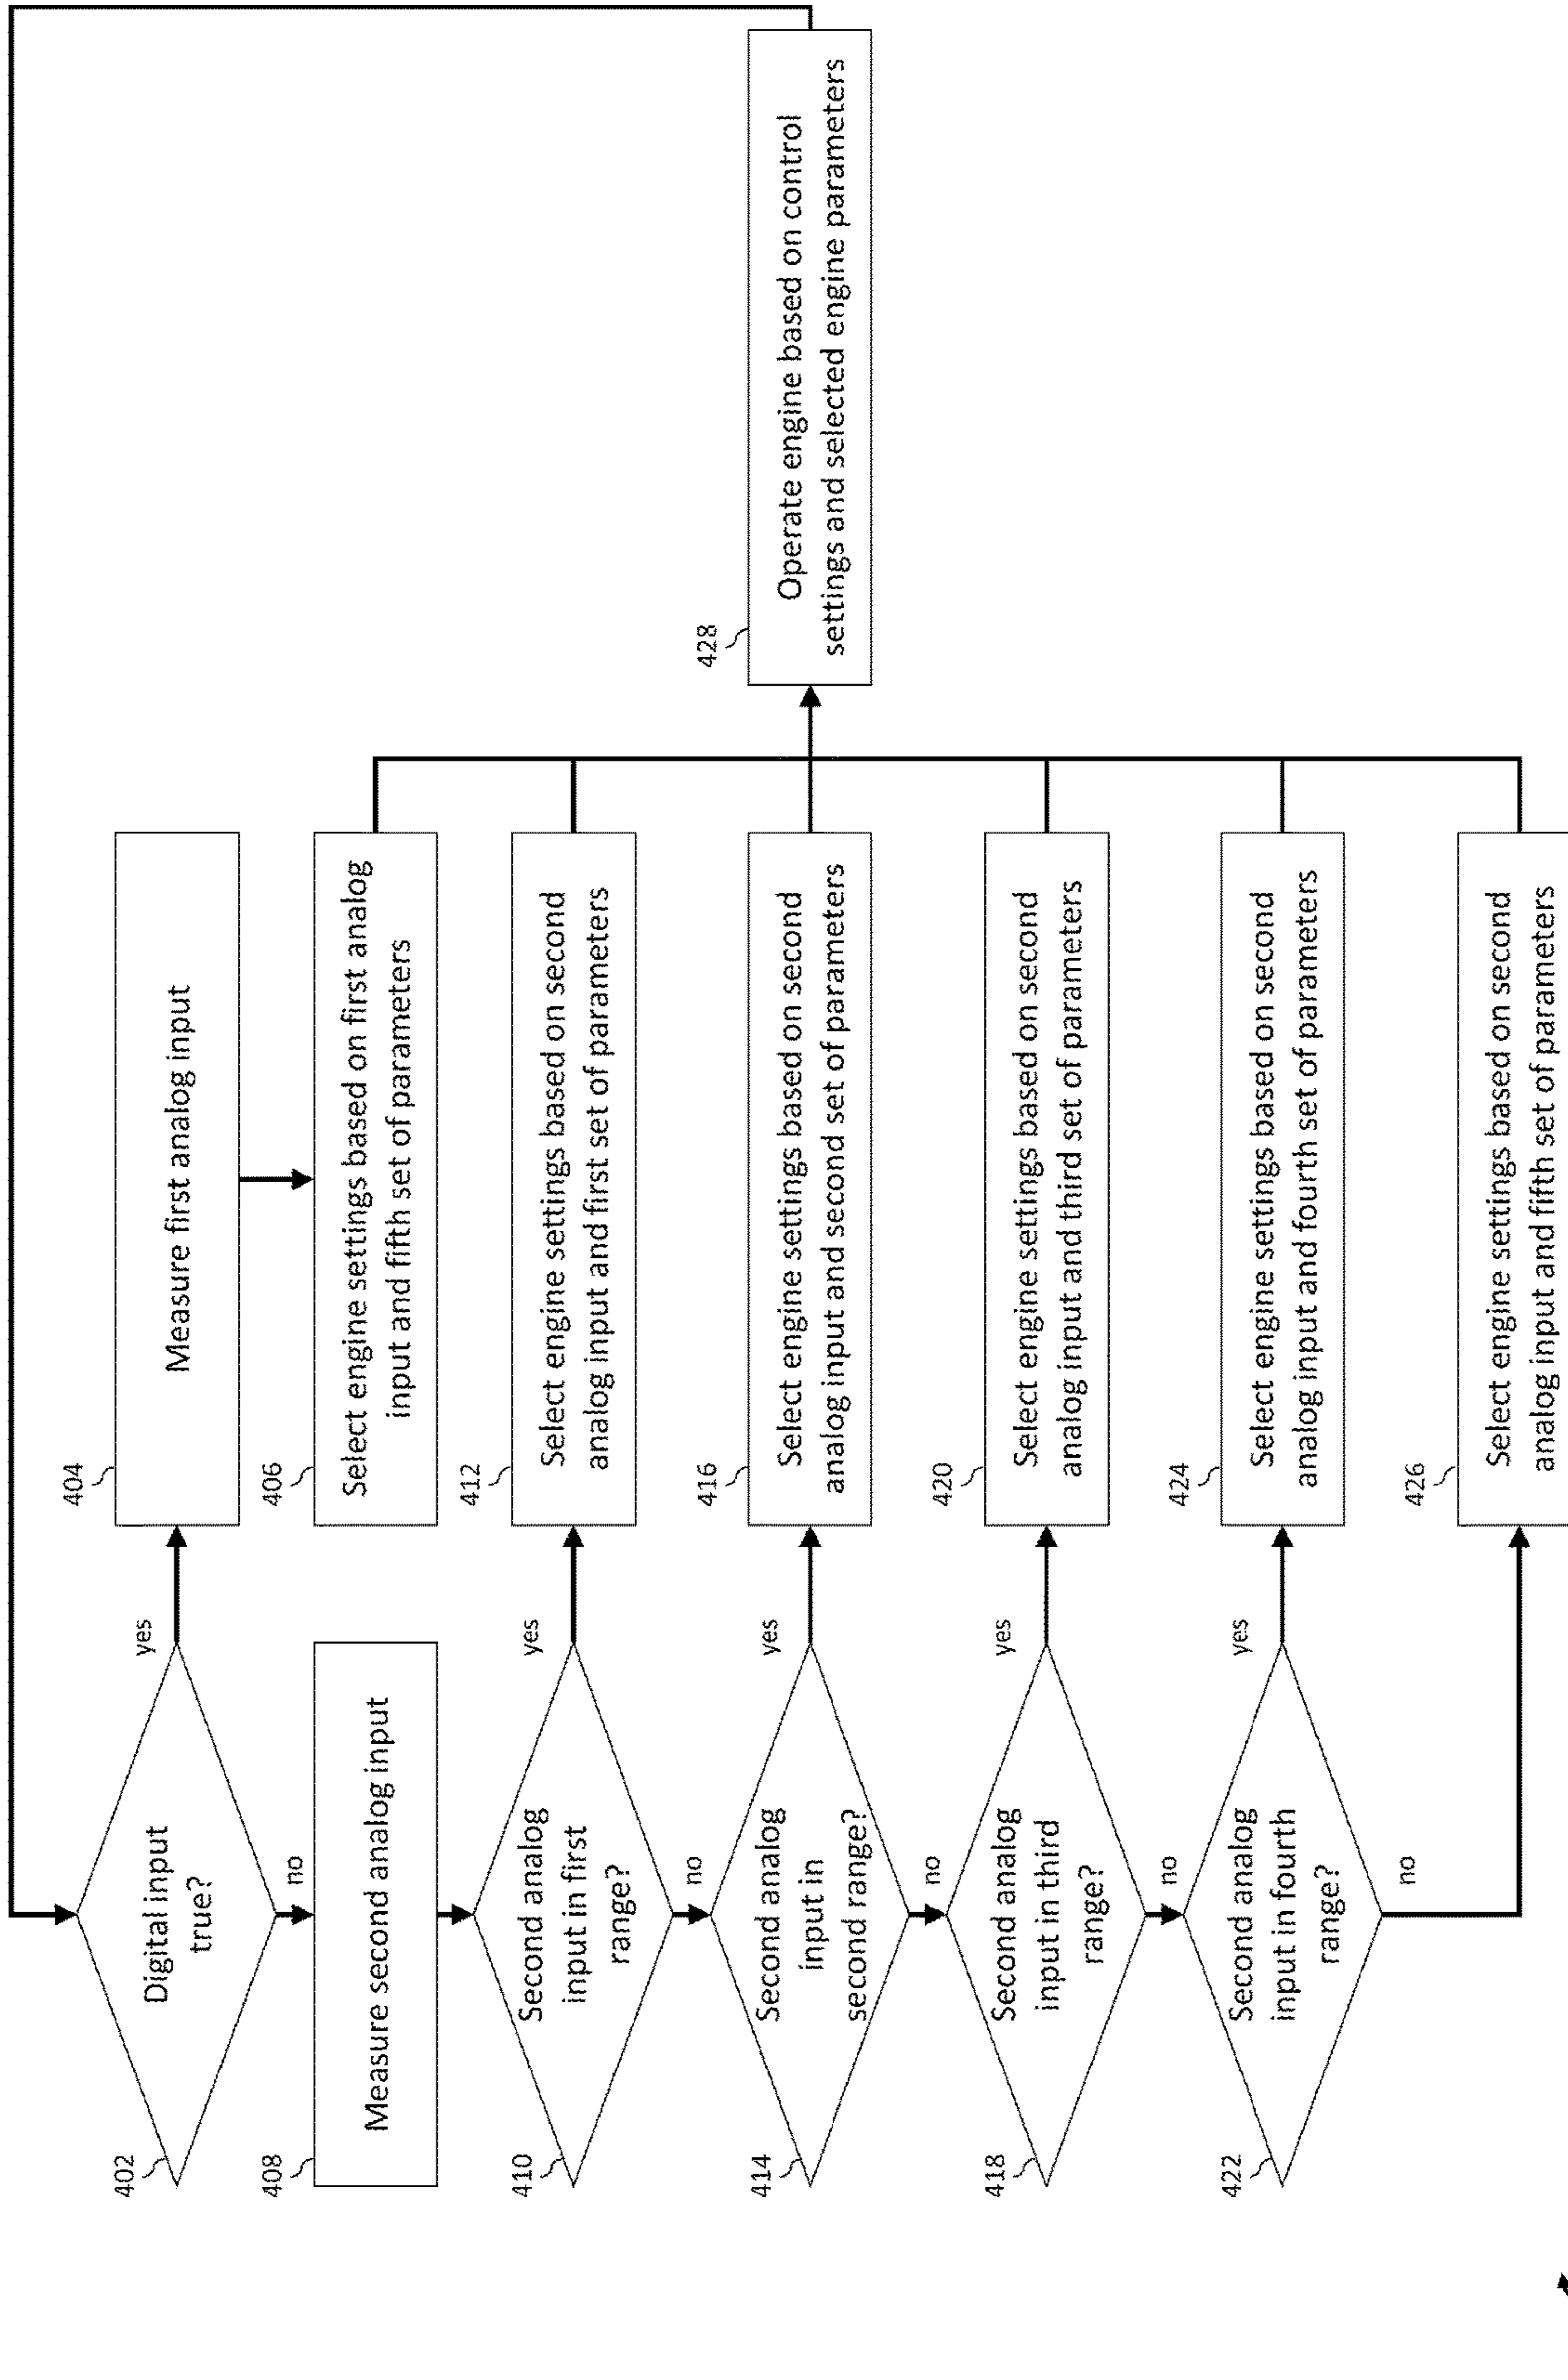 402
Digital input
true?
yes
no
404
Measure first analog input
406
Select engine settings based on first analog
input and fifth set of parameters
408
Measure second analog input
410
Second analog
input in first
range?
yes
no
412
Select engine settings based on second
analog input and first set of parameters
414
Second analog
input in
second range?
yes
no
416
Select engine settings based on second
analog input and second set of parameters
418
Second analog
input in third
range?
yes
no
420
Select engine settings based on second
analog input and third set of parameters
422
Second analog
input in fourth
range?
yes
no
424
Select engine settings based on second
analog input and fourth set of parameters
426
Select engine settings based on second
analog input and fifth set of parameters
428
Operate engine based on control
settings and selected engine parameters